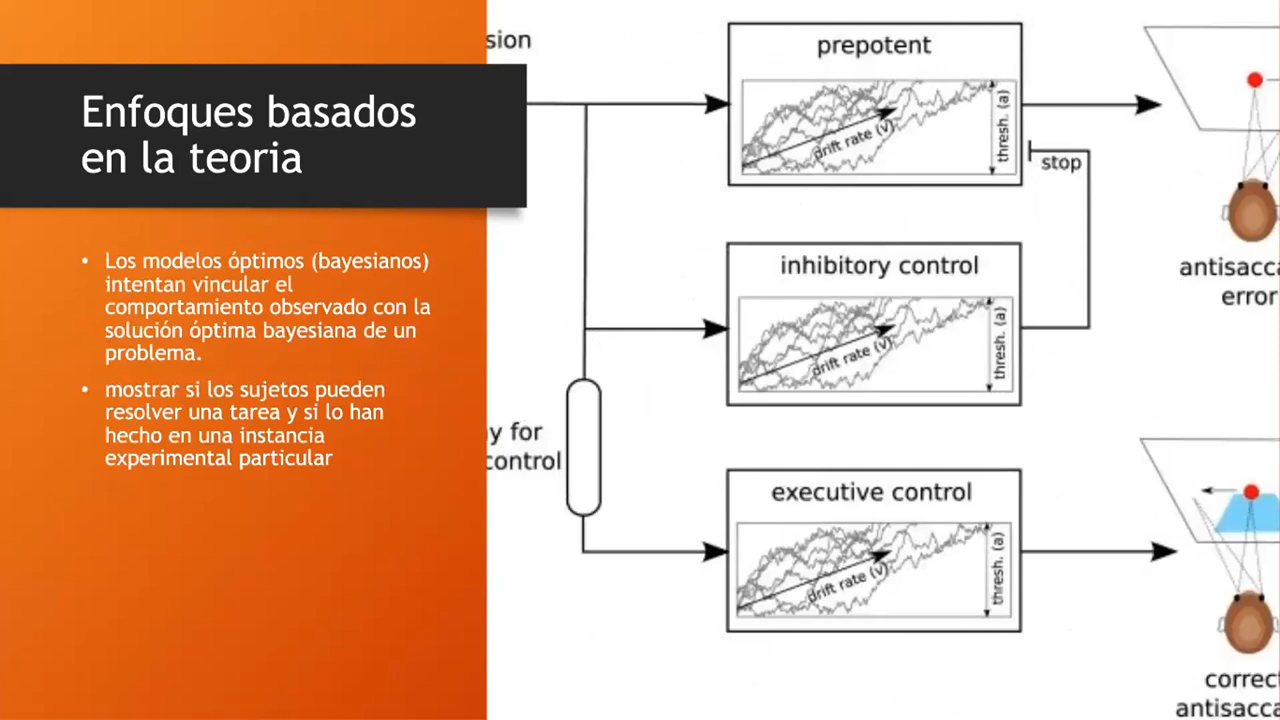 Enfoques basados
en la teoria
• Los modelos óptimos (bayesianos)
intentan vincular el
comportamiento observado con la
solución óptima bayesiana de un
problema.
• mostrar si los sujetos pueden
resolver una tarea y si lo han
hecho en una instancia
experimental particular
sion
prepotent
drift rate (v)
thresh. (a)
stop
antisacca
error
inhibitory control
drift rate (v)
thresh. (a)
y for
control
executive control
drift rate (v)
thresh. (a)
correct
antisacca